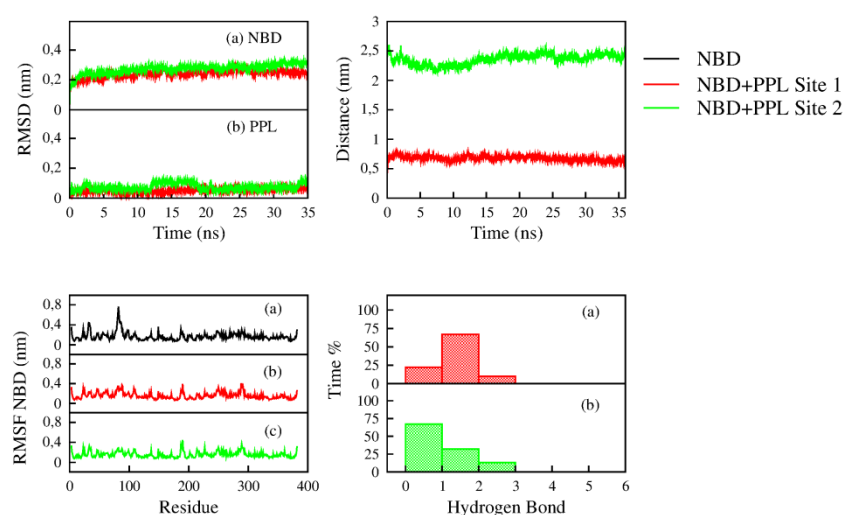 RMSD (nm)
0,4
0,2
0
(a) NBD
0,4
0,2
0
(b) PPL
0 5 10 15 20 25 30 35
Time (ns)
Distance (nm)
3
2,5
2
1,5
1
0,5
0
0 5 10 15 20 25 30 35
Time (ns)
NBD
NBD+PPL Site 1
NBD+PPL Site 2
RMSF NBD (nm)
0,8
0,4
0
(a)
0,8
0,4
0
(b)
0,8
0,4
0
(c)
0 100 200 300 400
Residue
Time %
100
75
50
25
0
(a)
100
75
50
25
0
(b)
0 1 2 3 4 5 6
Hydrogen Bond